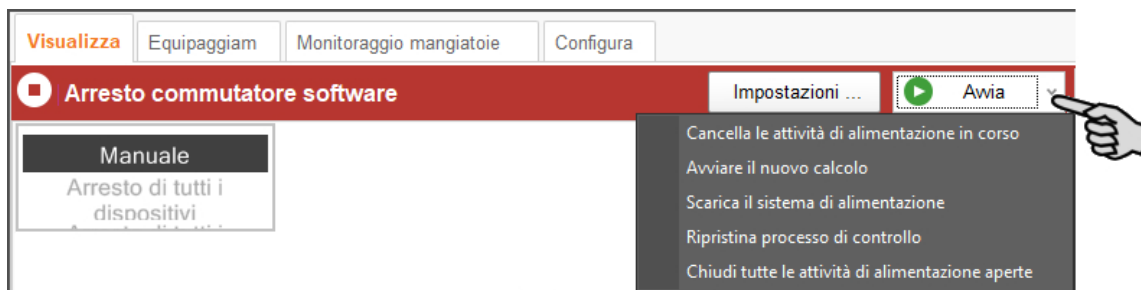 Visualizza Equipaggiam Monitoraggio mangiatoie Configura
Arresto commutatore software Impostazioni ... Avvia
Manuale
Arresto di tutti i
dispositivi
Cancella le attività di alimentazione in corso
Avviare il nuovo calcolo
Scarica il sistema di alimentazione
Ripristina processo di controllo
Chiudi tutte le attività di alimentazione aperte